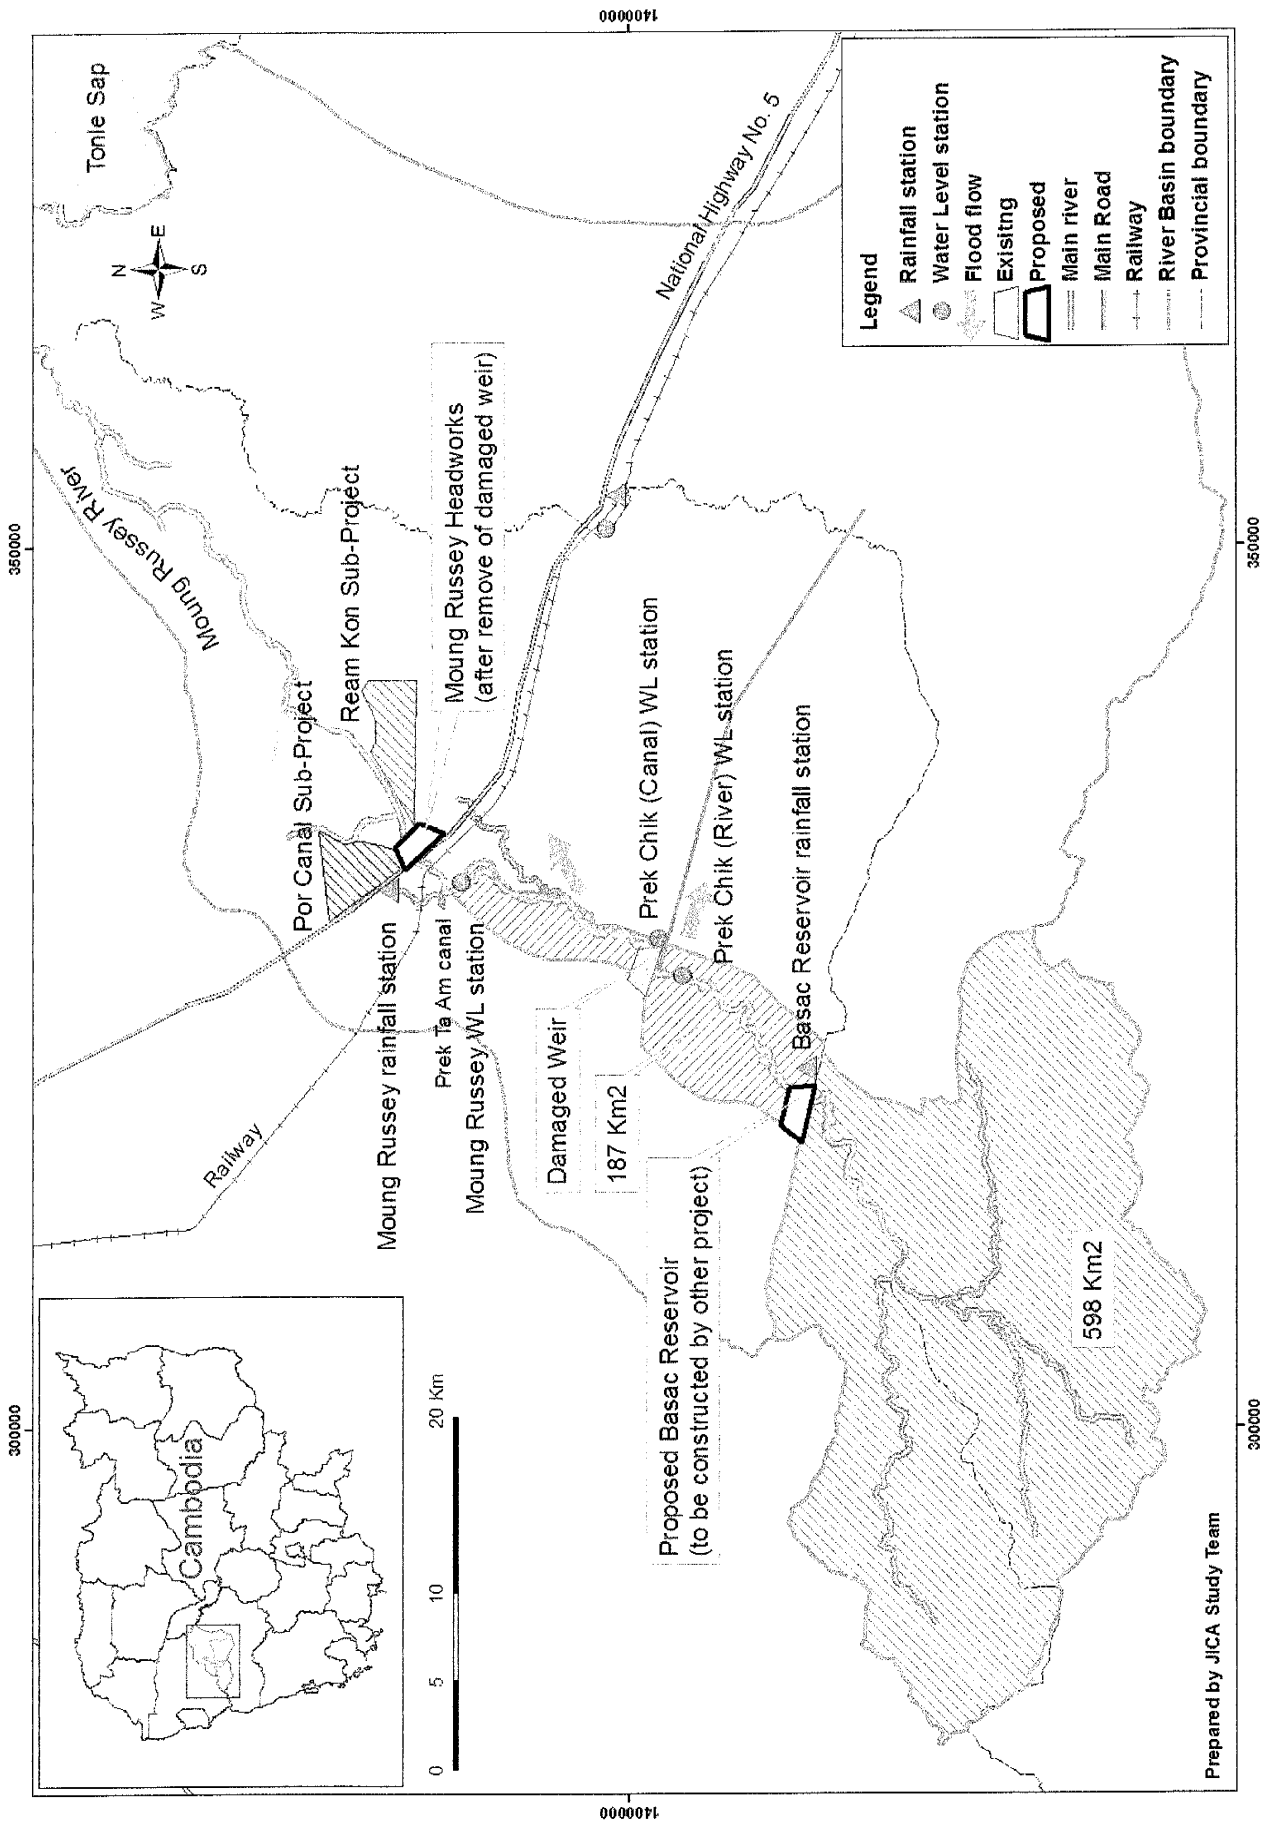 Cambodia
0 5 10 20 Km
Railway
Tonle Sap
N
W E
S
Moung Russey River
Por Canal Sub-Project
Ream Kon Sub-Project
Moung Russey Headworks
(after remove of damaged weir)
National Highway No. 5
Moung Russey rainfall station
Prek Ta Am canal
Moung Russey WL station
Damaged Weir
187 Km2
Prek Chik (Canal) WL station
Prek Chik (River) WL station
Basac Reservoir rainfall station
Proposed Basac Reservoir
(to be constructed by other project)
598 Km2
Legend
Rainfall station
Water Level station
Flood flow
Exisitng
Proposed
Main river
Main Road
Railway
River Basin boundary
Provincial boundary
Prepared by JICA Study Team
300000
350000
300000
350000
1400000
1400000